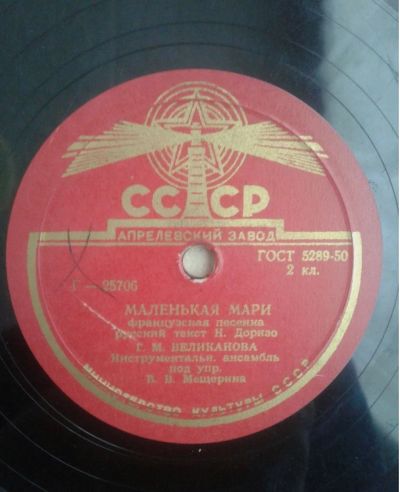 СССР
АПРЕЛЕВСКИЙ ЗАВОД
ГОСТ 5289-50
2 кл.
Г — 25706
МАЛЕНЬКАЯ МАРИ
французская песенка
русский текст Н. Доризо
Г. М. ВЕЛИКАНОВА
Инструментальн. ансамбль
под упр.
В. В. Мещерина
МИНИСТЕРСТВО КУЛЬТУРЫ СССР